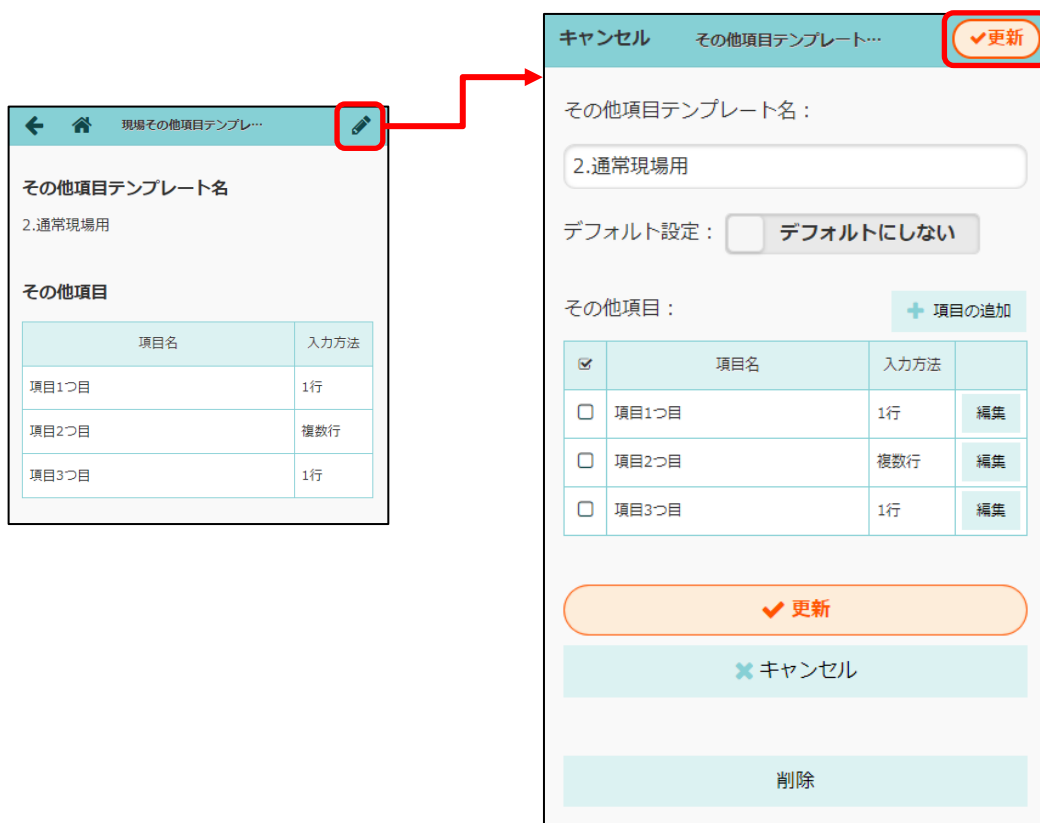 現場その他項目テンプレ…
その他項目テンプレート名
2.通常現場用
その他項目
項目名 入力方法
項目1つ目 1行
項目2つ目 複数行
項目3つ目 1行
キャンセル その他項目テンプレート… 更新
その他項目テンプレート名：
2.通常現場用
デフォルト設定： デフォルトにしない
その他項目： 項目の追加
項目名 入力方法
項目1つ目 1行 編集
項目2つ目 複数行 編集
項目3つ目 1行 編集
更新
キャンセル
削除